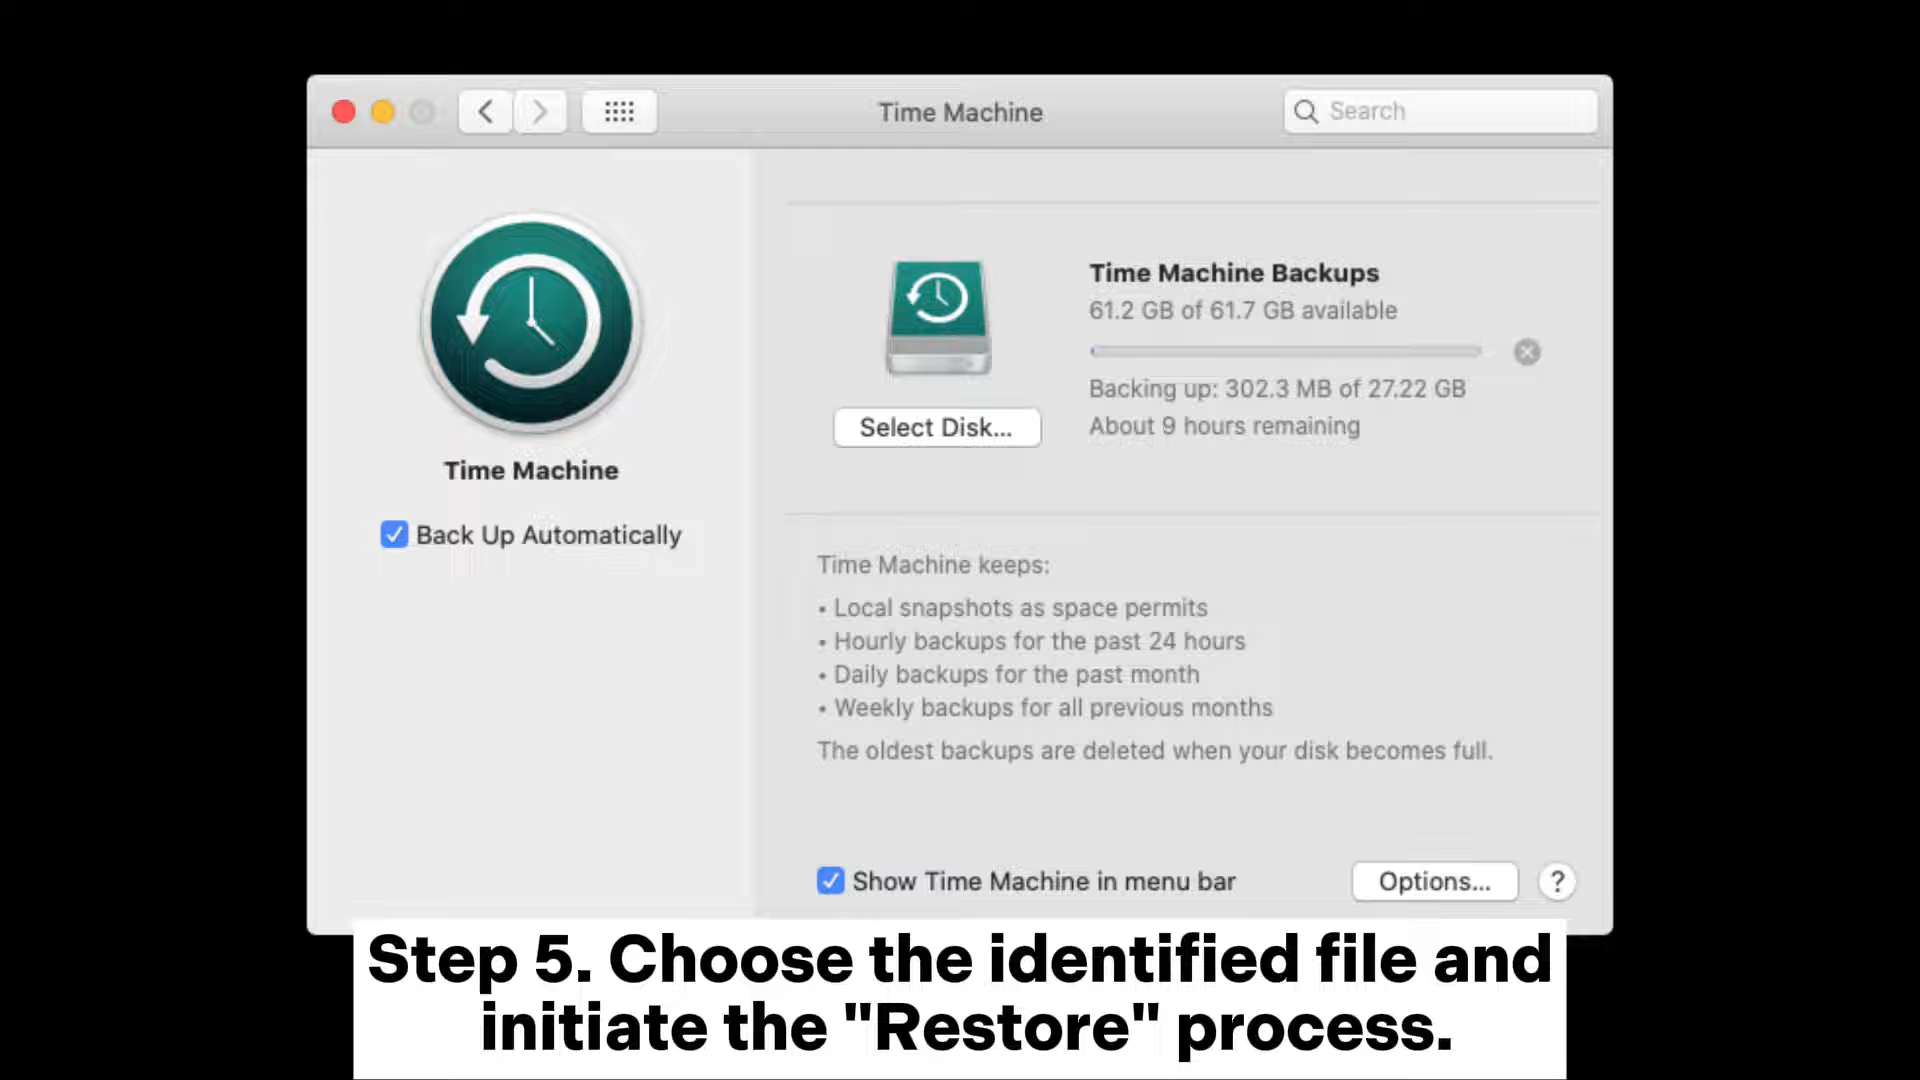 Time Machine
Search
Time Machine Backups
61.2 GB of 61.7 GB available
Backing up: 302.3 MB of 27.22 GB
About 9 hours remaining
Select Disk...
Time Machine
Back Up Automatically
Time Machine keeps:
• Local snapshots as space permits
• Hourly backups for the past 24 hours
• Daily backups for the past month
• Weekly backups for all previous months
The oldest backups are deleted when your disk becomes full.
Show Time Machine in menu bar
Options...
?
Step 5. Choose the identified file and
initiate the "Restore" process.